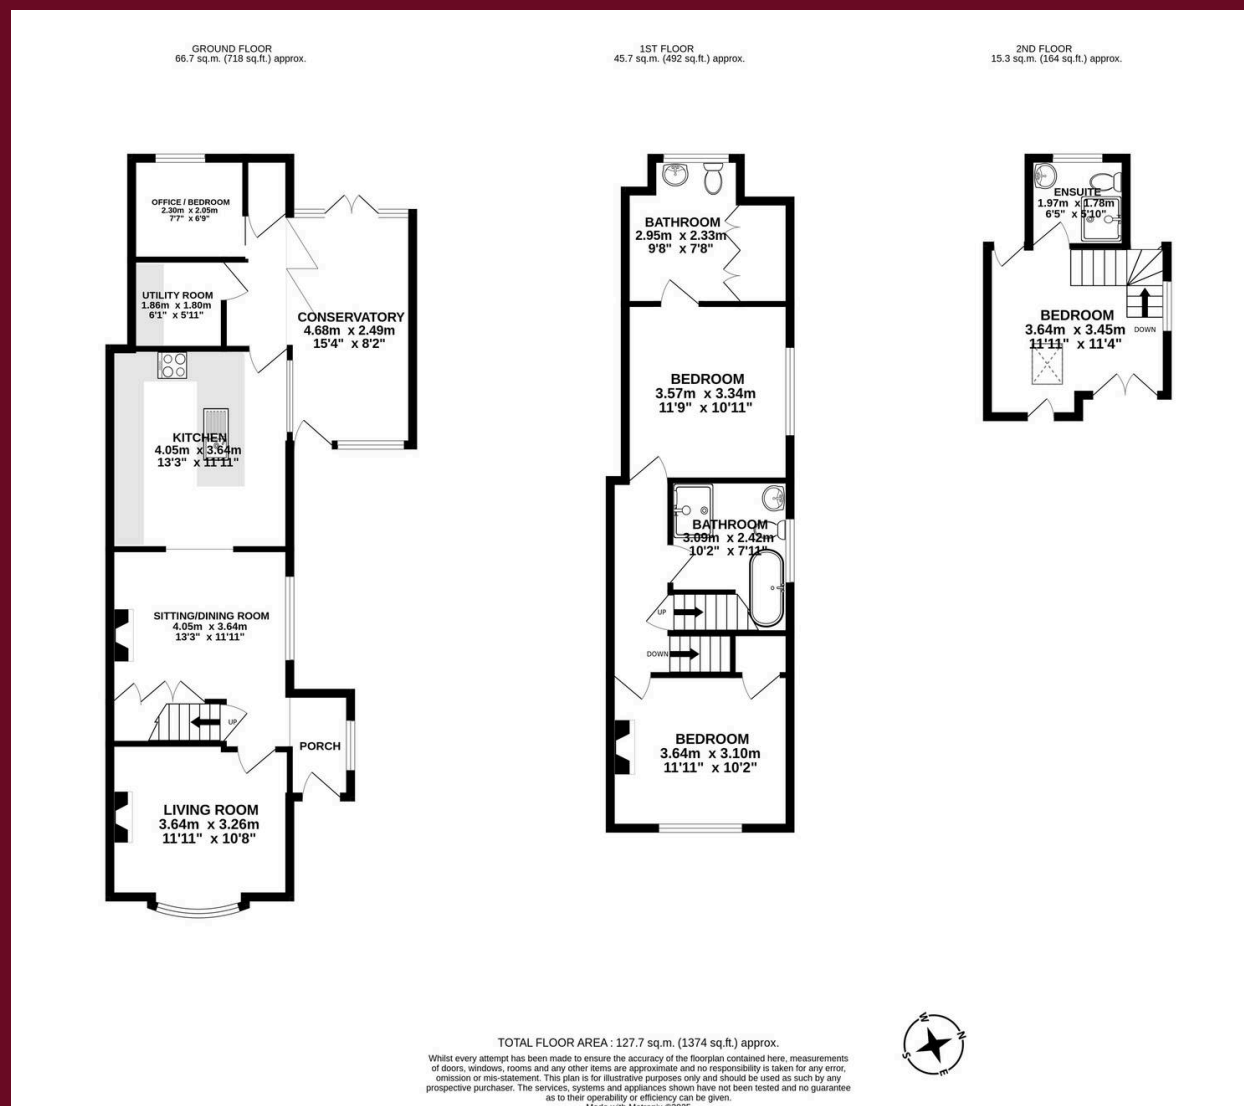 GROUND FLOOR
66.7 sq.m. (718 sq.ft.) approx.
1ST FLOOR
45.7 sq.m. (492 sq.ft.) approx.
2ND FLOOR
15.3 sq.m. (164 sq.ft.) approx.
OFFICE / BEDROOM
2.30m x 2.05m
7'7" x 6'9"
UTILITY ROOM
1.86m x 1.80m
6'1" x 5'11"
CONSERVATORY
4.68m x 2.49m
15'4" x 8'2"
KITCHEN
4.05m x 3.64m
13'3" x 11'11"
SITTING/DINING ROOM
4.05m x 3.64m
13'3" x 11'11"
UP
PORCH
LIVING ROOM
3.64m x 3.26m
11'11" x 10'8"
BATHROOM
2.95m x 2.33m
9'8" x 7'8"
BEDROOM
3.57m x 3.34m
11'9" x 10'11"
BATHROOM
3.09m x 2.42m
10'2" x 7'11"
UP
DOWN
BEDROOM
3.64m x 3.10m
11'11" x 10'2"
ENSUITE
1.97m x 1.78m
6'5" x 5'10"
BEDROOM
3.64m x 3.45m
11'11" x 11'4"
DOWN
TOTAL FLOOR AREA : 127.7 sq.m. (1374 sq.ft.) approx.
Whilst every attempt has been made to ensure the accuracy of the floorplan contained here, measurements
of doors, windows, rooms and any other items are approximate and no responsibility is taken for any error,
omission or mis-statement. This plan is for illustrative purposes only and should be used as such by any
prospective purchaser. The services, systems and appliances shown have not been tested and no guarantee
as to their operability or efficiency can be given.
Made with Metropix ©2025
W
N
S
E